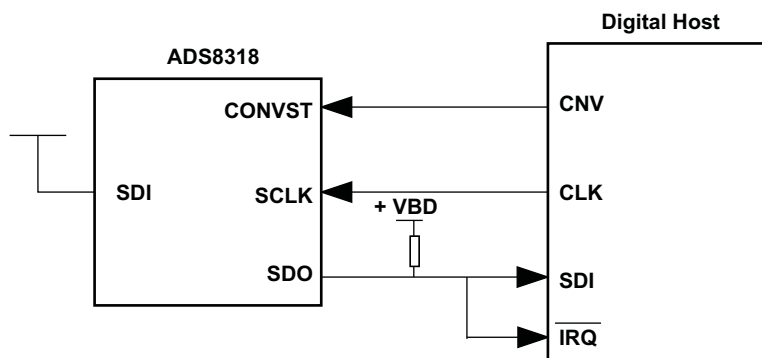 Digital Host
ADS8318
CONVST
CNV
SDI
SCLK
CLK
+ VBD
SDO
SDI
IRQ